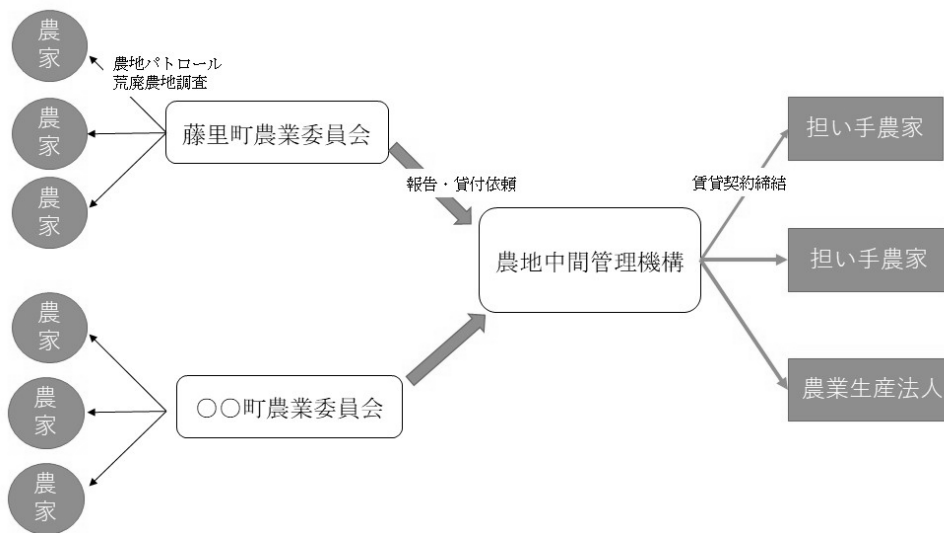 農
家
農地パトロール
荒廃農地調査
農
家
藤里町農業委員会
農
家
報告・貸付依頼
農地中間管理機構
賃貸契約締結
担い手農家
担い手農家
農業生産法人
農
家
農
家
〇〇町農業委員会
農
家